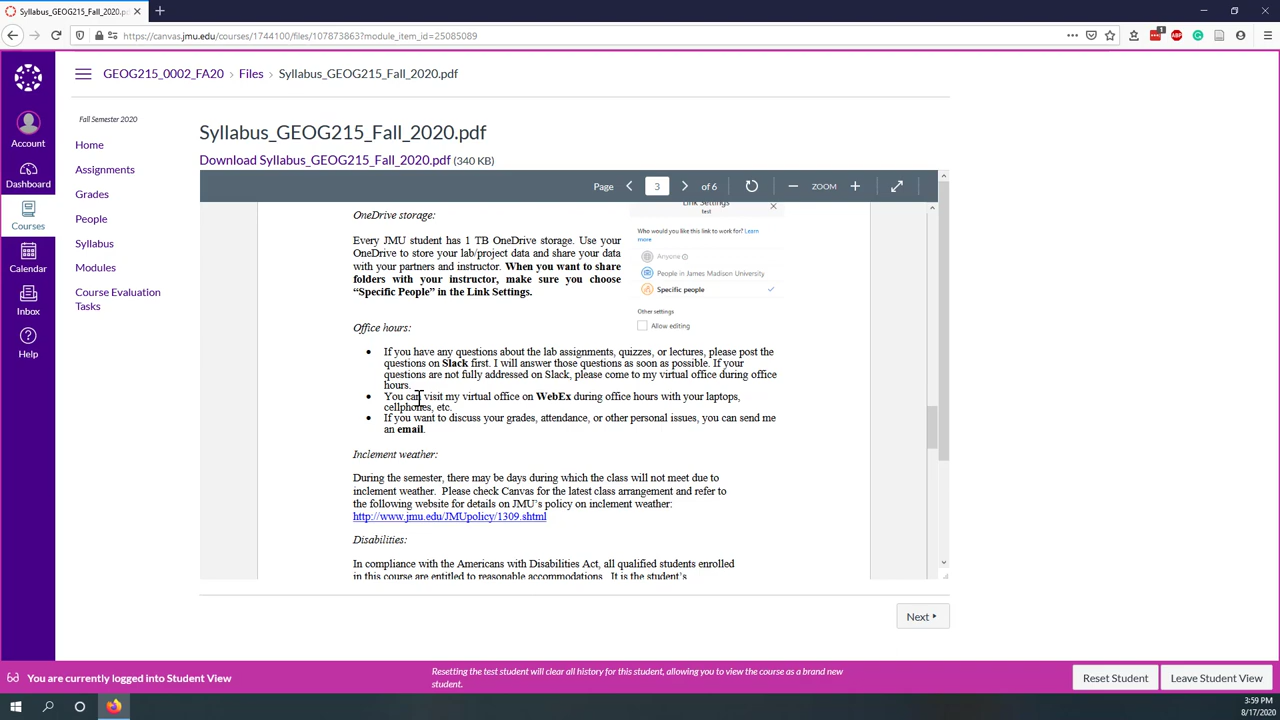 Syllabus_GEOG215_Fall_2020.pdf
https://canvas.jmu.edu/courses/1744100/files/107873863?module_item_id=25085089
GEOG215_0002_FA20 › Files › Syllabus_GEOG215_Fall_2020.pdf
Account
Dashboard
Courses
Calendar
Inbox
Help
Fall Semester 2020
Home
Assignments
Grades
People
Syllabus
Modules
Course Evaluation
Tasks
Syllabus_GEOG215_Fall_2020.pdf
Download Syllabus_GEOG215_Fall_2020.pdf (340 KB)
Page 3 of 6 ZOOM
OneDrive storage:
Every JMU student has 1 TB OneDrive storage. Use your
OneDrive to store your lab/project data and share your data
with your partners and instructor. When you want to share
folders with your instructor, make sure you choose
“Specific People” in the Link Settings.
Link Settings
test
Who would you like this link to work for? Learn
more
Anyone
People in James Madison University
Specific people
Other settings
Allow editing
Office hours:
• If you have any questions about the lab assignments, quizzes, or lectures, please post the
questions on Slack first. I will answer those questions as soon as possible. If your
questions are not fully addressed on Slack, please come to my virtual office during office
hours.
• You can visit my virtual office on WebEx during office hours with your laptops,
cellphones, etc.
• If you want to discuss your grades, attendance, or other personal issues, you can send me
an email.
Inclement weather:
During the semester, there may be days during which the class will not meet due to
inclement weather. Please check Canvas for the latest class arrangement and refer to
the following website for details on JMU’s policy on inclement weather:
http://www.jmu.edu/JMUpolicy/1309.shtml
Disabilities:
In compliance with the Americans with Disabilities Act, all qualified students enrolled
in this course are entitled to reasonable accommodations. It is the student’s
Next
You are currently logged into Student View
Resetting the test student will clear all history for this student, allowing you to view the course as a brand new
student.
Reset Student
Leave Student View
3:59 PM
8/17/2020